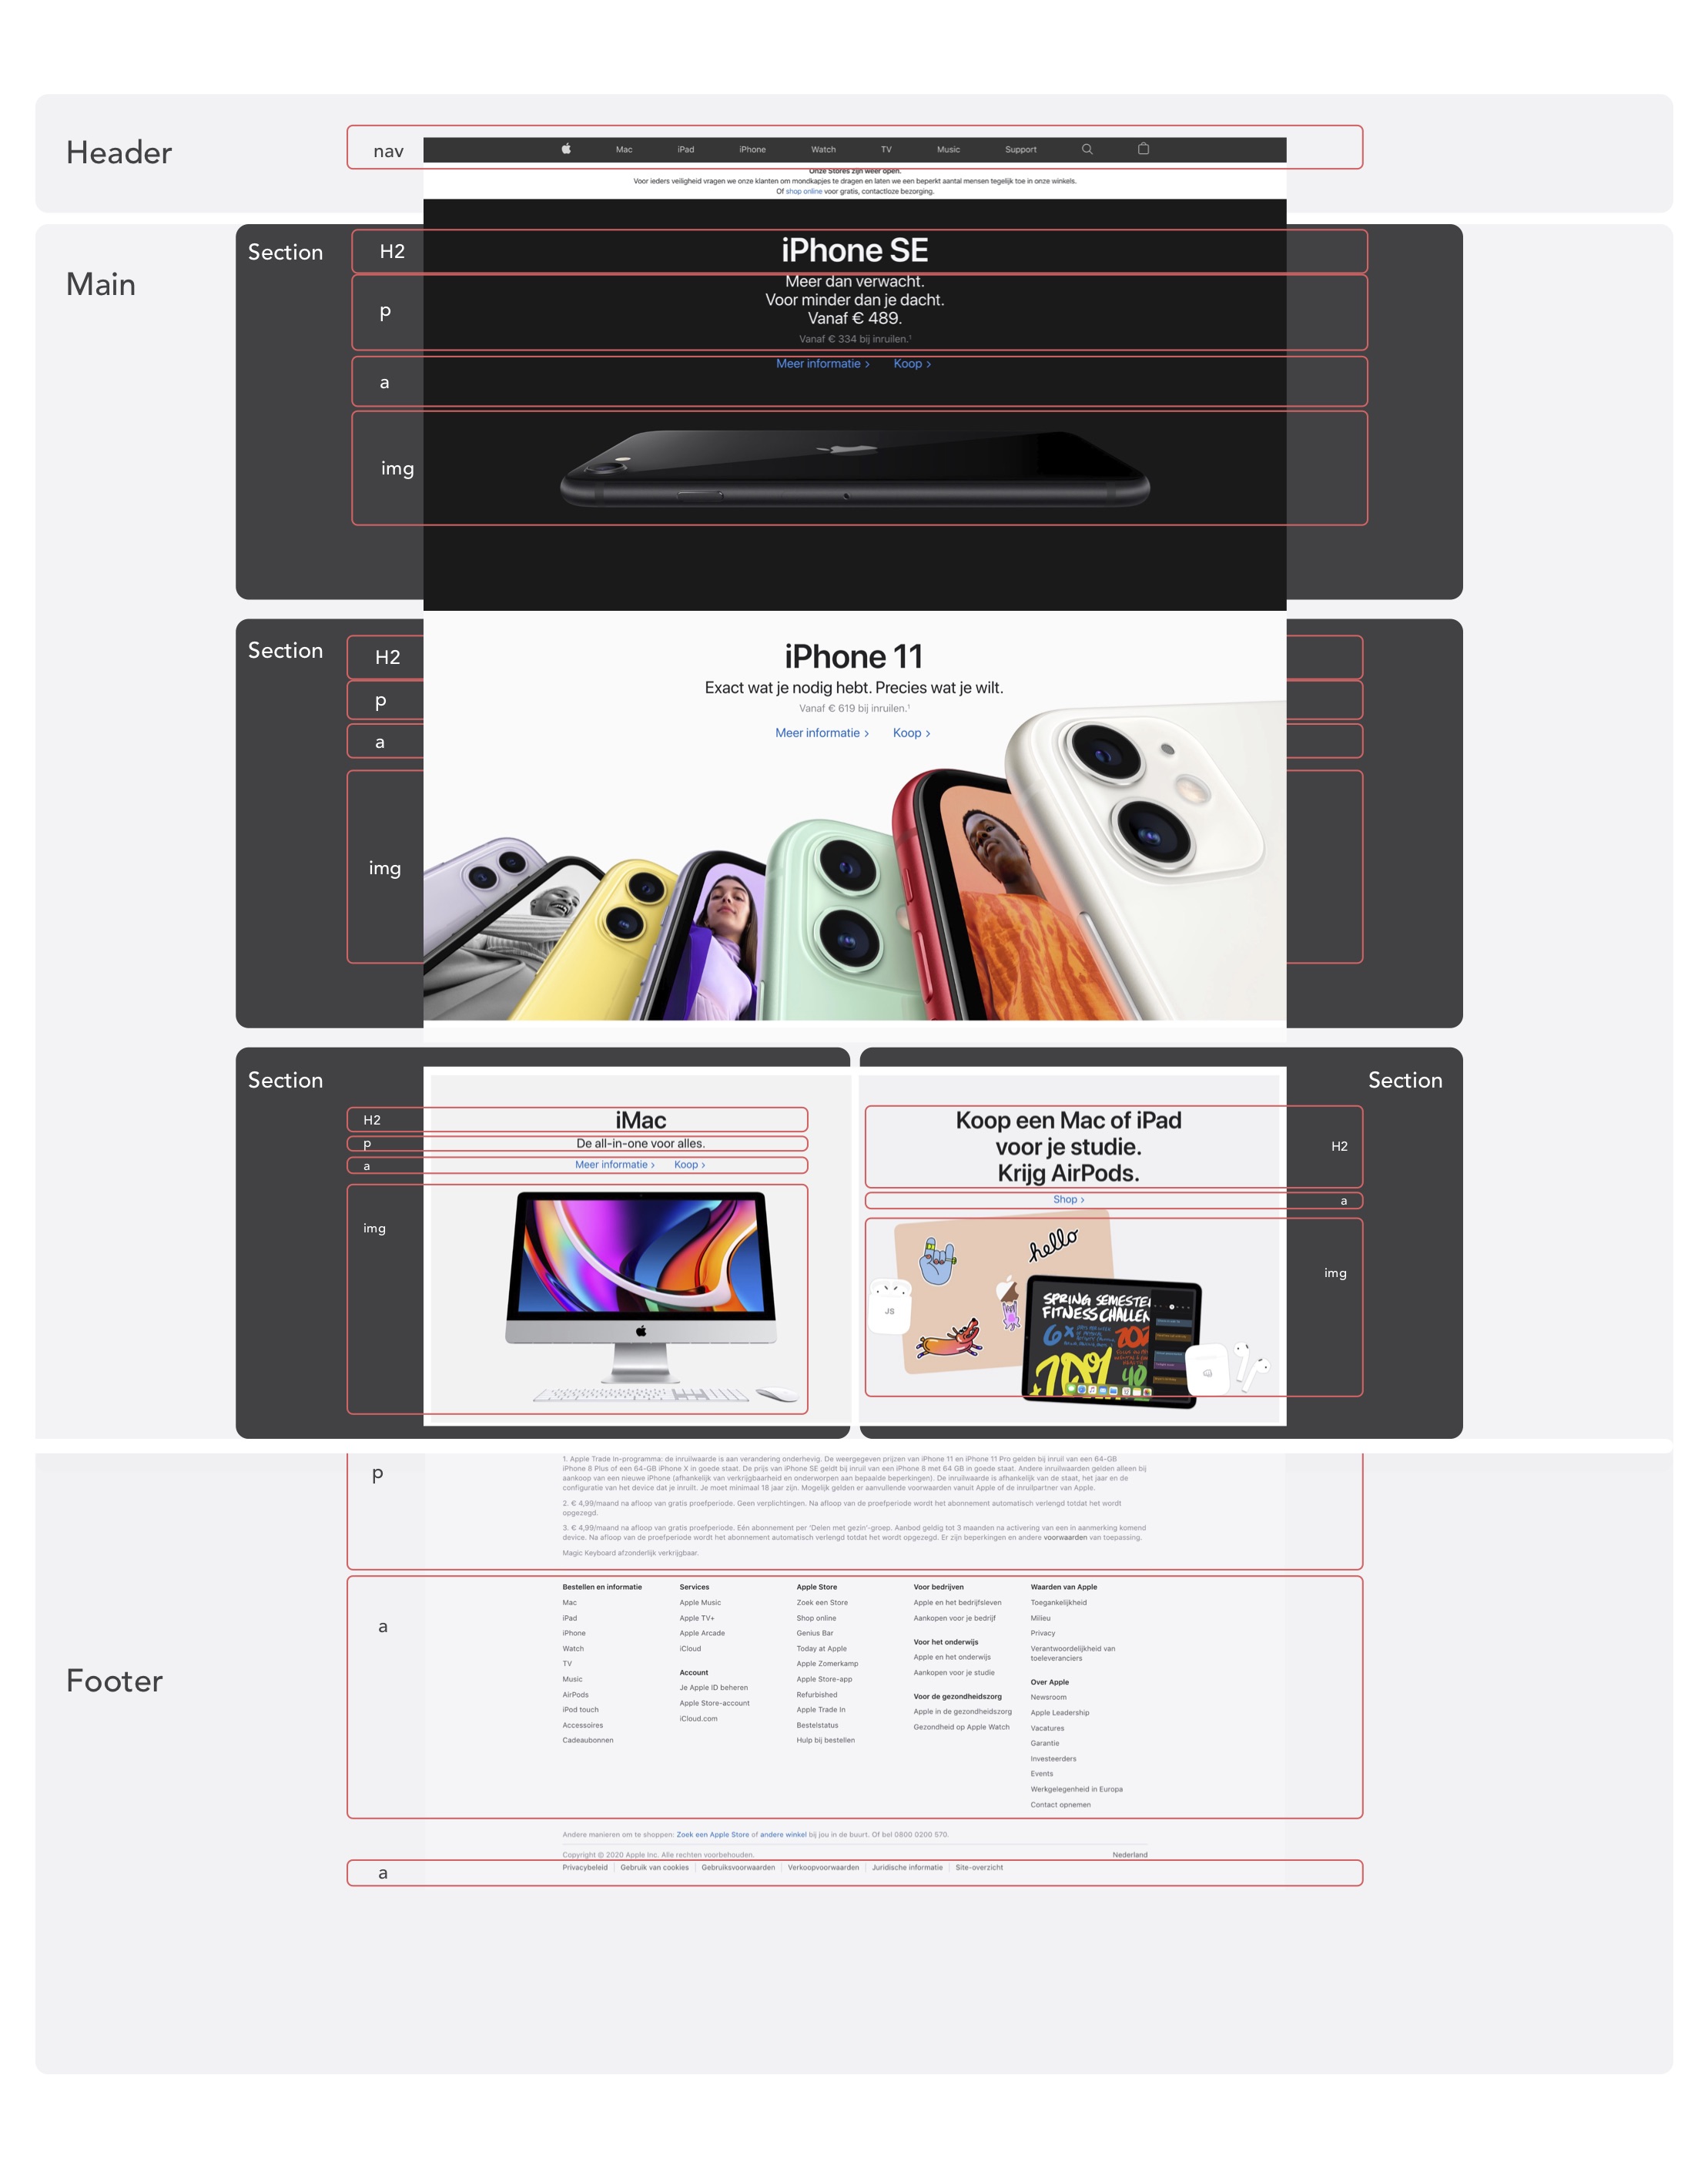 Header
nav
Mac iPad iPhone Watch TV Music Support
Onze Stores zijn weer open.
Voor ieders veiligheid vragen we onze klanten om mondkapjes te dragen en laten we een beperkt aantal mensen tegelijk toe in onze winkels.
Of shop online voor gratis, contactloze bezorging.
Main
Section
H2
iPhone SE
p
Meer dan verwacht.
Voor minder dan je dacht.
Vanaf € 489.
Vanaf € 334 bij inruilen.¹
a
Meer informatie > Koop >
img
Section
H2
iPhone 11
p
Exact wat je nodig hebt. Precies wat je wilt.
Vanaf € 619 bij inruilen.¹
a
Meer informatie > Koop >
img
Section
H2
iMac
p
De all-in-one voor alles.
a
Meer informatie > Koop >
img
Section
H2
Koop een Mac of iPad
voor je studie.
Krijg AirPods.
a
Shop >
img
hello
JS
SPRING SEMESTE
FITNESS CHALLEN
6x
202
40
Footer
p
1. Apple Trade In-programma: de inruilwaarde is aan verandering onderhevig. De weergegeven prijzen van iPhone 11 en iPhone 11 Pro gelden bij inruil van een 64-GB
iPhone 8 Plus of een 64-GB iPhone X in goede staat. De prijs van iPhone SE geldt bij inruil van een iPhone 8 met 64 GB in goede staat. Andere inruilwaarden gelden alleen bij
aankoop van een nieuwe iPhone (afhankelijk van verkrijgbaarheid en onderworpen aan bepaalde beperkingen). De inruilwaarde is afhankelijk van de staat, het jaar en de
configuratie van het device dat je inruilt. Je moet minimaal 18 jaar zijn. Mogelijk gelden er aanvullende voorwaarden vanuit Apple of de inruilpartner van Apple.
2. € 4,99/maand na afloop van gratis proefperiode. Geen verplichtingen. Na afloop van de proefperiode wordt het abonnement automatisch verlengd totdat het wordt
opgezegd.
3. € 4,99/maand na afloop van gratis proefperiode. Eén abonnement per 'Delen met gezin'-groep. Aanbod geldig tot 3 maanden na activering van een in aanmerking komend
device. Na afloop van de proefperiode wordt het abonnement automatisch verlengd totdat het wordt opgezegd. Er zijn beperkingen en andere voorwaarden van toepassing.
Magic Keyboard afzonderlijk verkrijgbaar.
a
Bestellen en informatie
Mac
iPad
iPhone
Watch
TV
Music
AirPods
iPod touch
Accessoires
Cadeaubonnen
Services
Apple Music
Apple TV+
Apple Arcade
iCloud
Account
Je Apple ID beheren
Apple Store-account
iCloud.com
Apple Store
Zoek een Store
Shop online
Genius Bar
Today at Apple
Apple Zomerkamp
Apple Store-app
Refurbished
Apple Trade In
Bestelstatus
Hulp bij bestellen
Voor bedrijven
Apple en het bedrijfsleven
Aankopen voor je bedrijf
Voor het onderwijs
Apple en het onderwijs
Aankopen voor je studie
Voor de gezondheidszorg
Apple in de gezondheidszorg
Gezondheid op Apple Watch
Waarden van Apple
Toegankelijkheid
Milieu
Privacy
Verantwoordelijkheid van
toeleveranciers
Over Apple
Newsroom
Apple Leadership
Vacatures
Garantie
Investeerders
Events
Werkgelegenheid in Europa
Contact opnemen
Andere manieren om te shoppen: Zoek een Apple Store of andere winkel bij jou in de buurt. Of bel 0800 0200 570.
Copyright © 2020 Apple Inc. Alle rechten voorbehouden. Nederland
a
Privacybeleid | Gebruik van cookies | Gebruiksvoorwaarden | Verkoopvoorwaarden | Juridische informatie | Site-overzicht